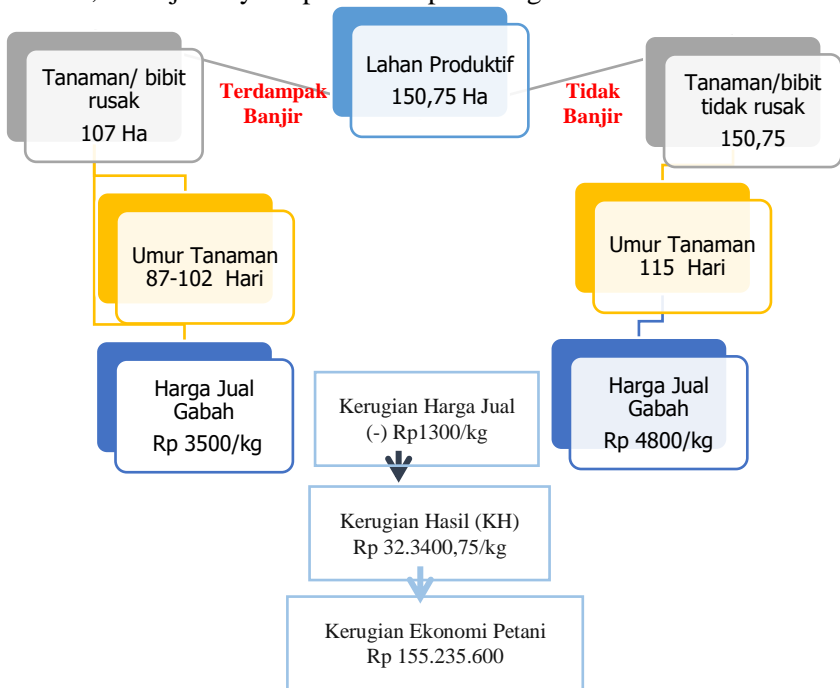 Tanaman/ bibit
rusak
107 Ha
Terdampak
Banjir
Lahan Produktif
150,75 Ha
Tidak
Banjir
Tanaman/bibit
tidak rusak
150,75
Umur Tanaman
87-102 Hari
Umur Tanaman
115 Hari
Harga Jual
Gabah
Rp 3500/kg
Harga Jual
Gabah
Rp 4800/kg
Kerugian Harga Jual
(-) Rp1300/kg
Kerugian Hasil (KH)
Rp 32.3400,75/kg
Kerugian Ekonomi Petani
Rp 155.235.600